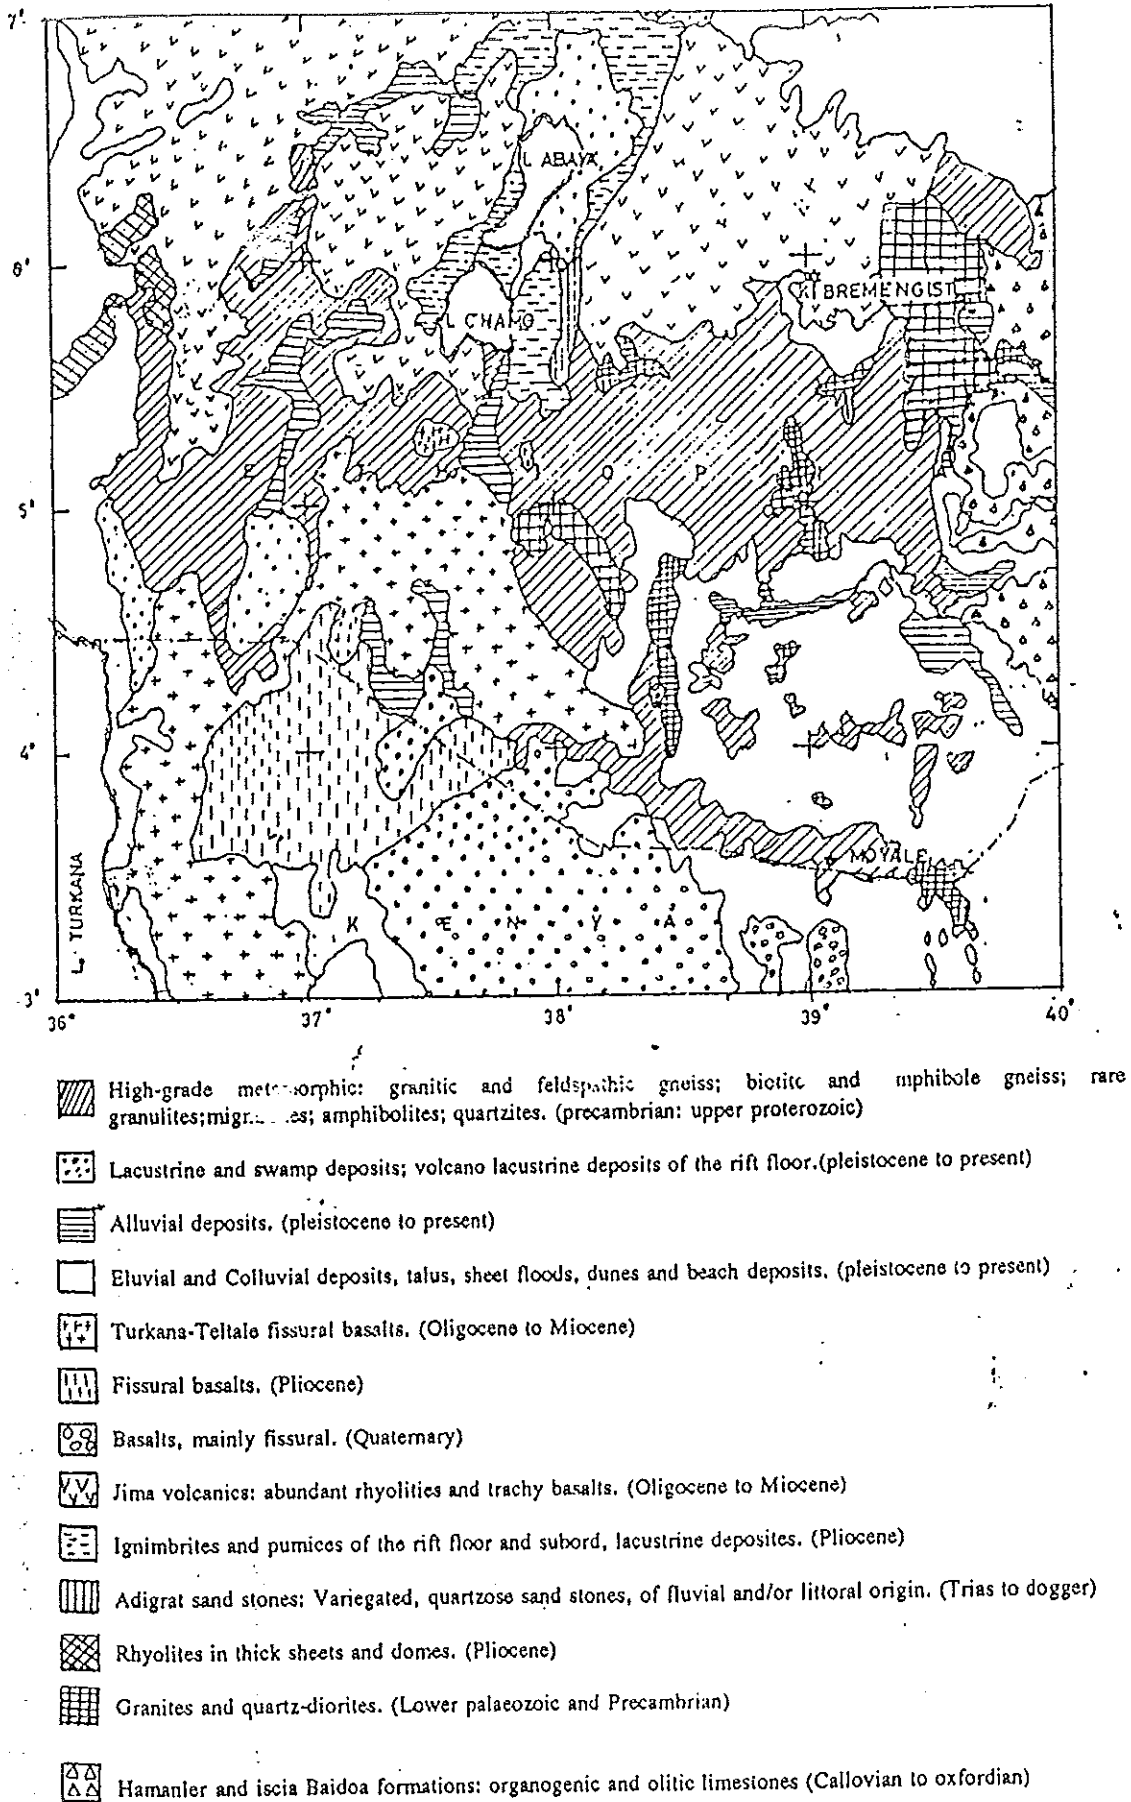 7°
L ABAYA
6°
KIBREMENGIST
L CHAMO
S
E
O
P
5°
4°
MOYALE
L. TURKANA
K E N Y A
3°
36° 37° 38° 39° 40°
High-grade : granitic and feldspathic gneiss; biotite and amphibole gneiss; rare
granulites; amphibolites; quartzites. (precambrian: upper proterozoic)
Lacustrine and swamp deposits; volcano lacustrine deposits of the rift floor.(pleistocene to present)
Alluvial deposits. (pleistocene to present)
Eluvial and Colluvial deposits, talus, sheet floods, dunes and beach deposits. (pleistocene to present)
Turkana-Teltale fissural basalts. (Oligocene to Miocene)
Fissural basalts. (Pliocene)
Basalts, mainly fissural. (Quaternary)
Jima volcanics: abundant rhyolities and trachy basalts. (Oligocene to Miocene)
Ignimbrites and pumices of the rift floor and subord, lacustrine deposites. (Pliocene)
Adigrat sand stones: Variegated, quartzose sand stones, of fluvial and/or littoral origin. (Trias to dogger)
Rhyolites in thick sheets and domes. (Pliocene)
Granites and quartz-diorites. (Lower palaeozoic and Precambrian)
Hamanler and iscia Baidoa formations: organogenic and olitic limestones (Callovian to oxfordian)